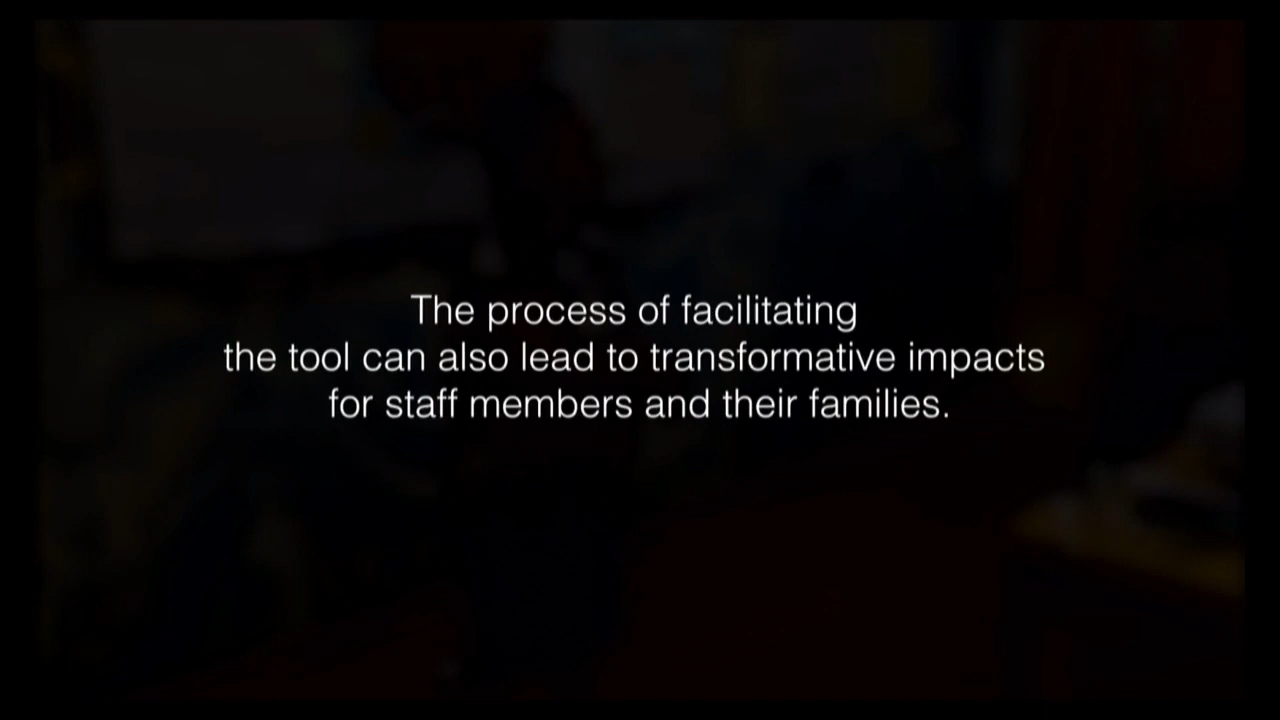 The process of facilitating
the tool can also lead to transformative impacts
for staff members and their families.